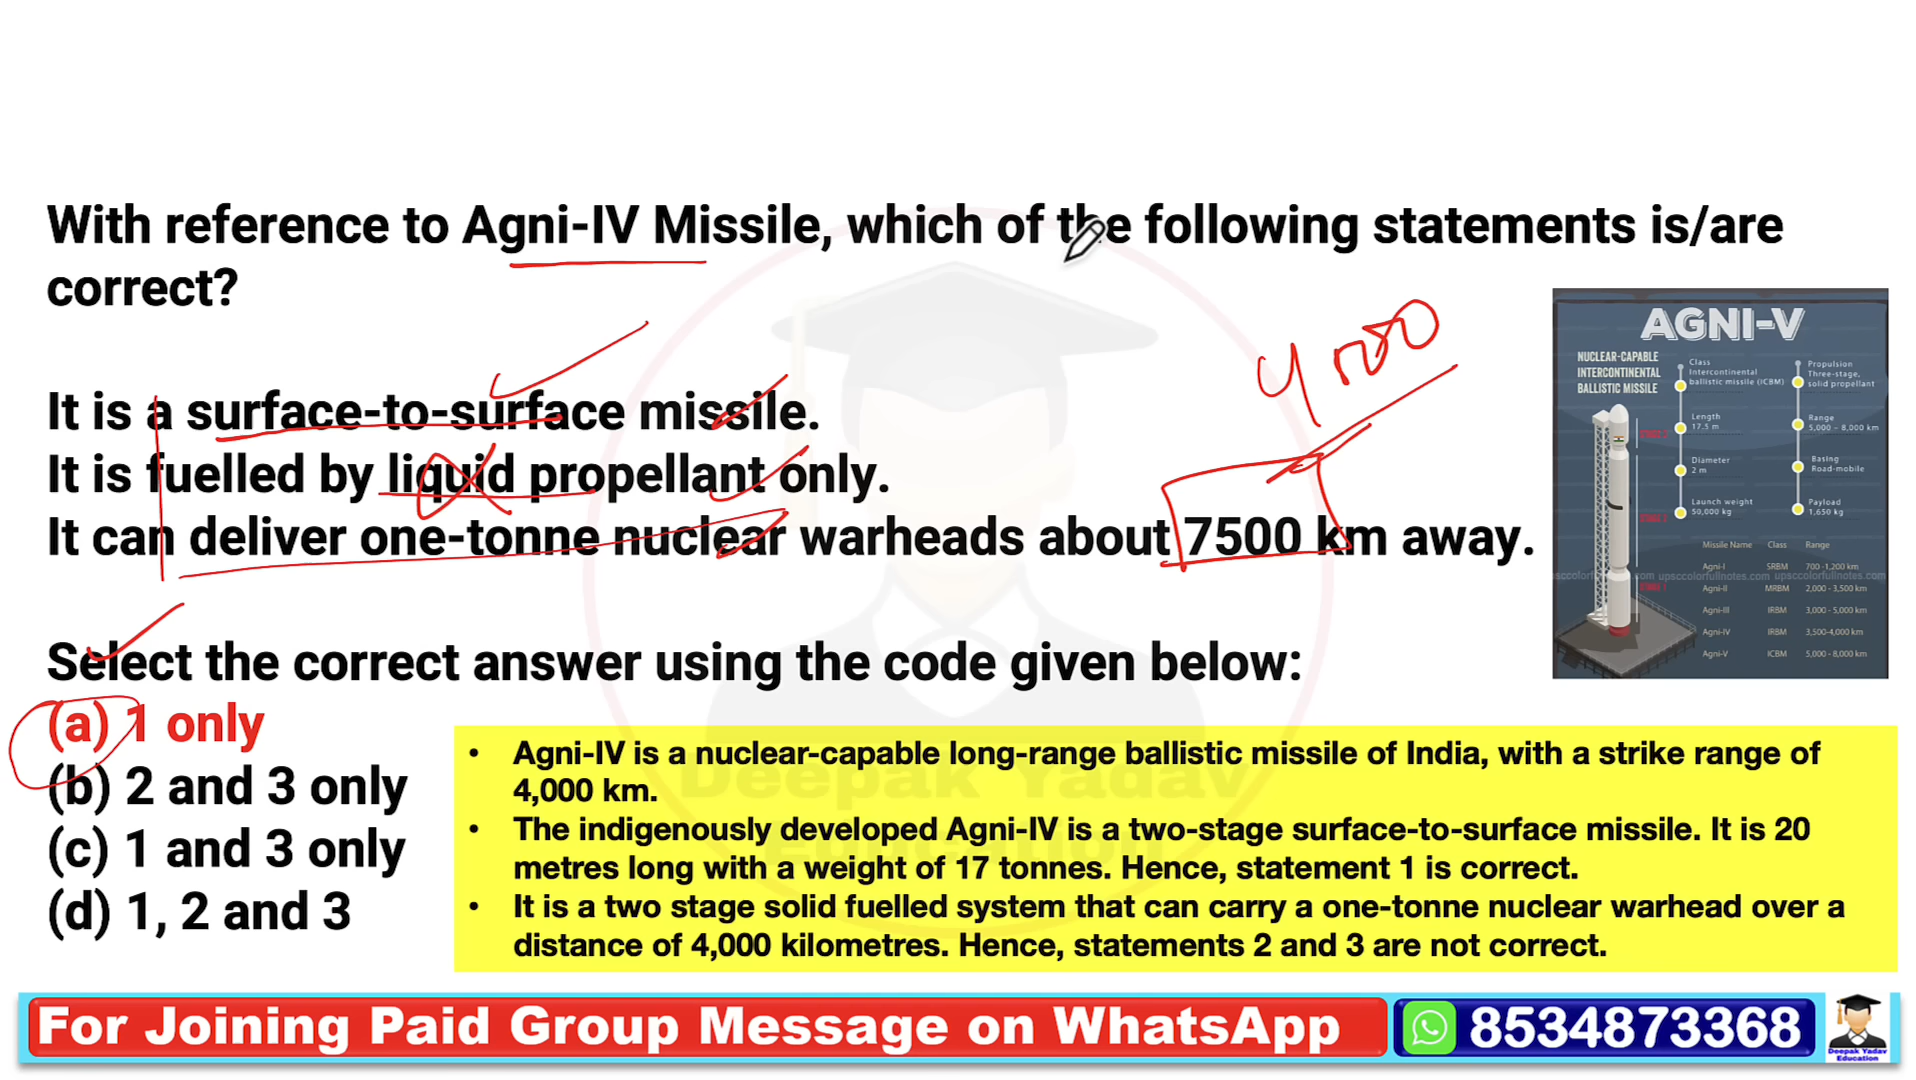 With reference to Agni-IV Missile, which of the following statements is/are
correct?
4000
It is a surface-to-surface missile.
It is fuelled by liquid propellant only.
It can deliver one-tonne nuclear warheads about 7500 km away.
Select the correct answer using the code given below:
(a) 1 only
(b) 2 and 3 only
(c) 1 and 3 only
(d) 1, 2 and 3
AGNI-V
NUCLEAR-CAPABLE
INTERCONTINENTAL
BALLISTIC MISSILE
Class
Intercontinental
ballistic missile (ICBM)
Length
17.5 m
Diameter
2 m
Launch weight
50,000 kg
Propulsion
Three-stage,
solid propellant
Range
5,000 – 8,000 km
Basing
Road-mobile
Payload
1,650 kg
Missile Name Class Range
Agni-I SRBM 700 -1,200 km
upsccolorfullnotes.com
Agni-II MRBM 2,000 - 3,500 km
Agni-III IRBM 3,000 - 5,000 km
Agni-IV IRBM 3,500-4,000 km
Agni-V ICBM 5,000 - 8,000 km
• Agni-IV is a nuclear-capable long-range ballistic missile of India, with a strike range of
4,000 km.
• The indigenously developed Agni-IV is a two-stage surface-to-surface missile. It is 20
metres long with a weight of 17 tonnes. Hence, statement 1 is correct.
• It is a two stage solid fuelled system that can carry a one-tonne nuclear warhead over a
distance of 4,000 kilometres. Hence, statements 2 and 3 are not correct.
Deepak Yadav
Education
For Joining Paid Group Message on WhatsApp 8534873368
Deepak Yadav
Education